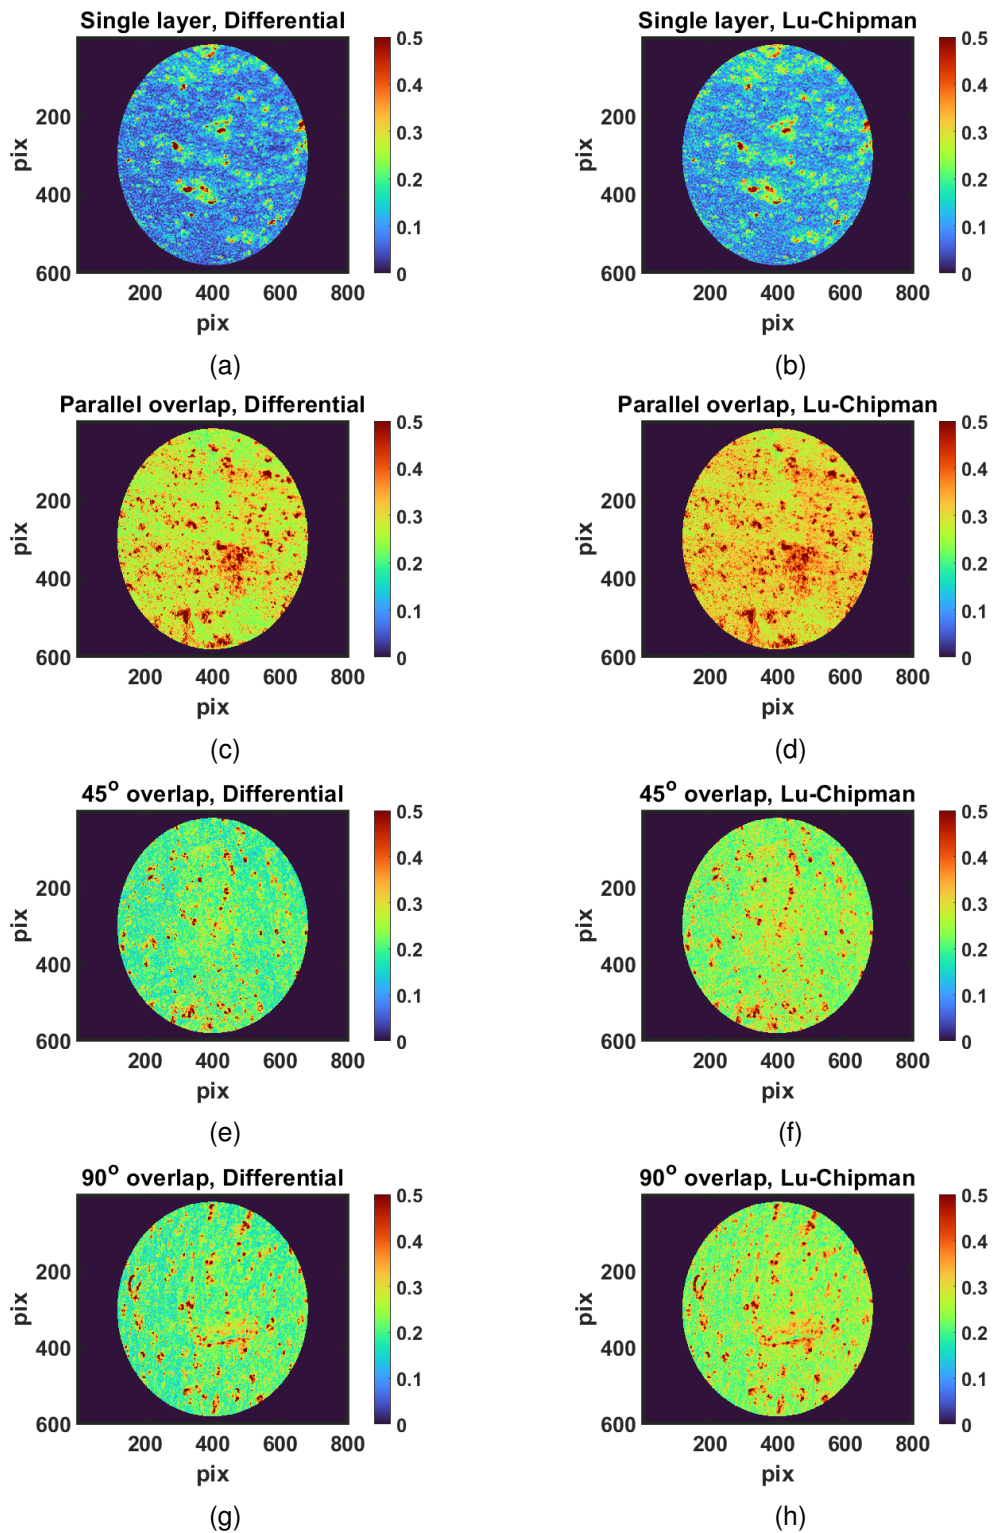 Single layer, Differential
0.5
0.4
0.3
0.2
0.1
0
200
400
600
pix
200 400 600 800
pix
(a)
Single layer, Lu-Chipman
0.5
0.4
0.3
0.2
0.1
0
200
400
600
pix
200 400 600 800
pix
(b)
Parallel overlap, Differential
0.5
0.4
0.3
0.2
0.1
0
200
400
600
pix
200 400 600 800
pix
(c)
Parallel overlap, Lu-Chipman
0.5
0.4
0.3
0.2
0.1
0
200
400
600
pix
200 400 600 800
pix
(d)
45° overlap, Differential
0.5
0.4
0.3
0.2
0.1
0
200
400
600
pix
200 400 600 800
pix
(e)
45° overlap, Lu-Chipman
0.5
0.4
0.3
0.2
0.1
0
200
400
600
pix
200 400 600 800
pix
(f)
90° overlap, Differential
0.5
0.4
0.3
0.2
0.1
0
200
400
600
pix
200 400 600 800
pix
(g)
90° overlap, Lu-Chipman
0.5
0.4
0.3
0.2
0.1
0
200
400
600
pix
200 400 600 800
pix
(h)